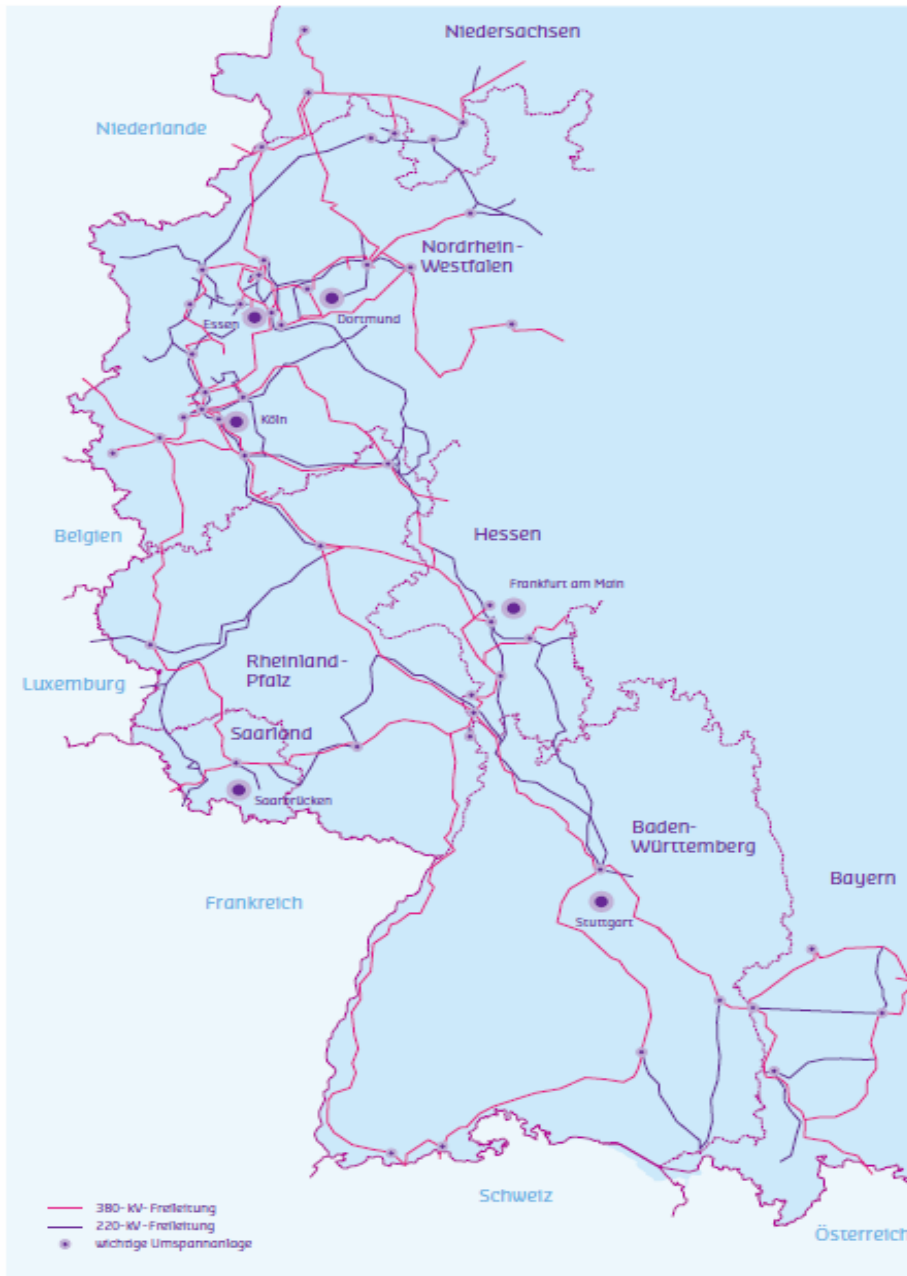 Niedersachsen
Niederlande
Nordrhein-
Westfalen
Essen
Dortmund
Köln
Belgien
Hessen
Frankfurt am Main
Rheinland-
Pfalz
Luxemburg
Saarland
Saarbrücken
Baden-
Württemberg
Bayern
Frankreich
Stuttgart
Schweiz
Österreich
380-kV-Freileitung
220-kV-Freileitung
wichtige Umspannanlage